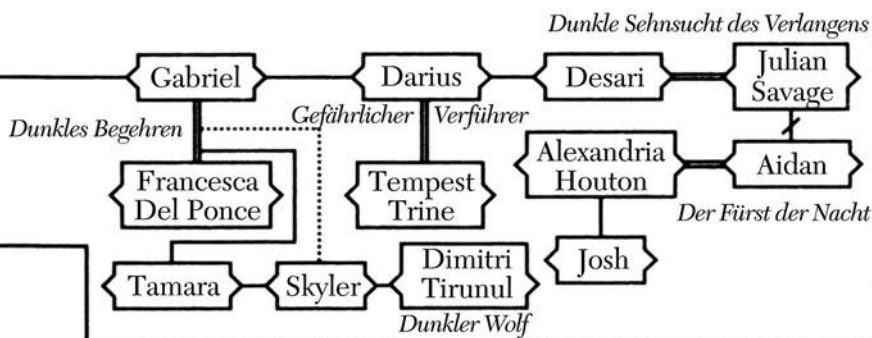 Dunkle Sehnsucht des Verlangens
Gabriel
Darius
Desari
Julian
Savage
Dunkles Begehren
Gefährlicher Verführer
Francesca
Del Ponce
Tempest
Trine
Alexandria
Houton
Aidan
Der Fürst der Nacht
Tamara
Skyler
Dimitri
Tirunul
Josh
Dunkler Wolf